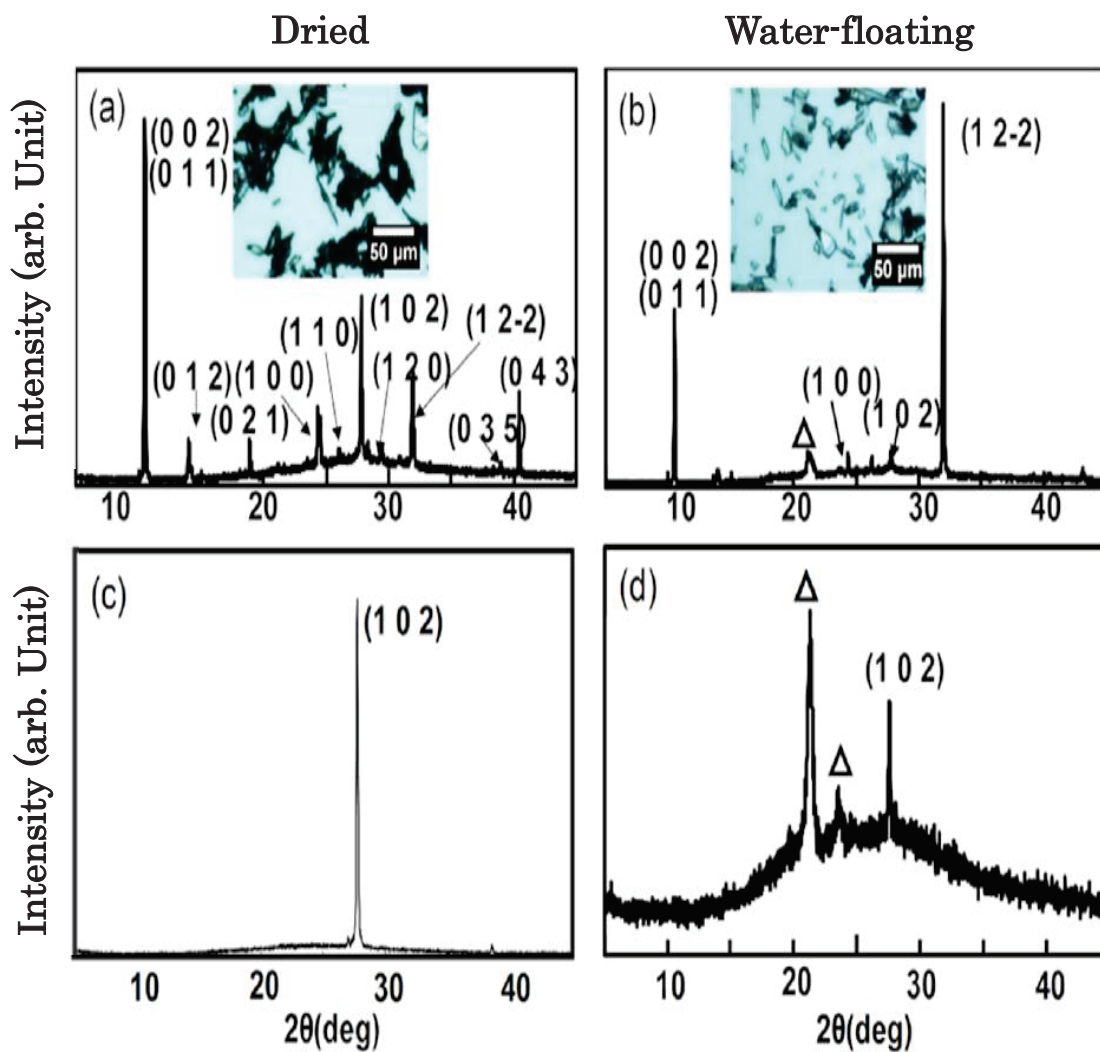 Dried
Water-floating
Intensity (arb. Unit)
(a)
(0 0 2)
(0 1 1)
50 µm
(0 1 2)
(0 2 1)
(1 0 0)
(1 1 0)
(1 0 2)
(1 2 0)
(1 2-2)
(0 3 5)
(0 4 3)
10 20 30 40
(b)
(0 0 2)
(0 1 1)
50 µm
Δ
(1 0 0)
(1 0 2)
(1 2-2)
10 20 30 40
Intensity (arb. Unit)
(c)
(1 0 2)
10 20 30 40
2θ(deg)
(d)
Δ
Δ
(1 0 2)
10 20 30 40
2θ(deg)